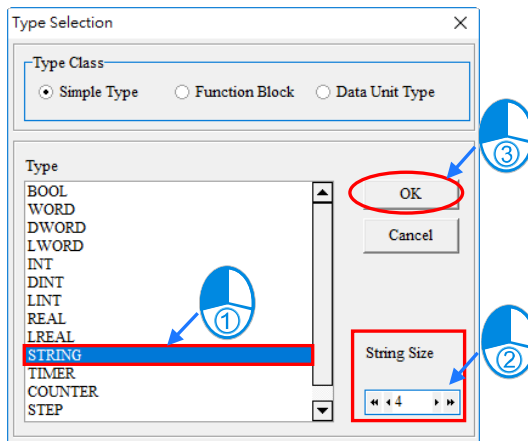 Type Selection
Type Class
Simple Type Function Block Data Unit Type
③
Type
BOOL
WORD
DWORD
LWORD
INT
DINT
LINT
REAL
LREAL
STRING
TIMER
COUNTER
STEP
OK
Cancel
①
String Size
②
4